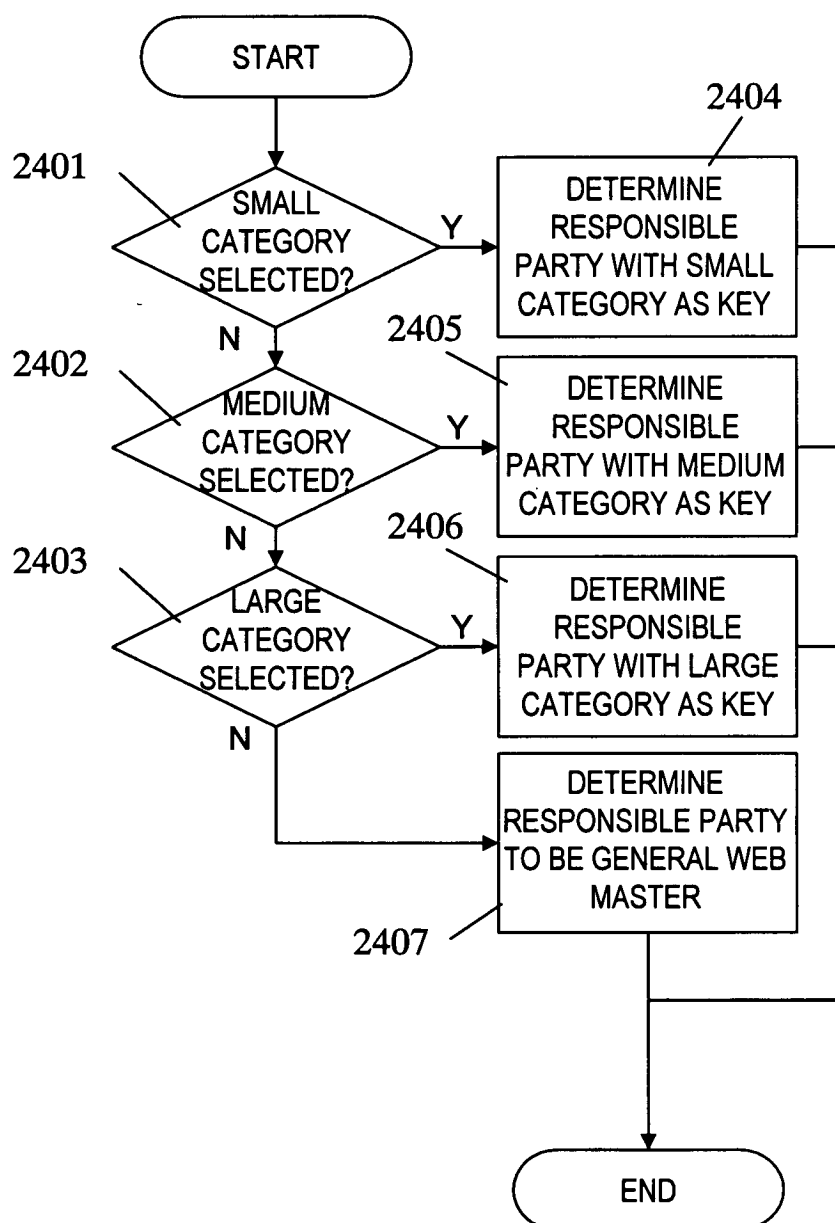 START
2404
2401
SMALL
CATEGORY
SELECTED?
Y
DETERMINE
RESPONSIBLE
PARTY WITH SMALL
CATEGORY AS KEY
N
2402
2405
MEDIUM
CATEGORY
SELECTED?
Y
DETERMINE
RESPONSIBLE
PARTY WITH MEDIUM
CATEGORY AS KEY
N
2403
2406
LARGE
CATEGORY
SELECTED?
Y
DETERMINE
RESPONSIBLE
PARTY WITH LARGE
CATEGORY AS KEY
N
DETERMINE
RESPONSIBLE PARTY
TO BE GENERAL WEB
MASTER
2407
END